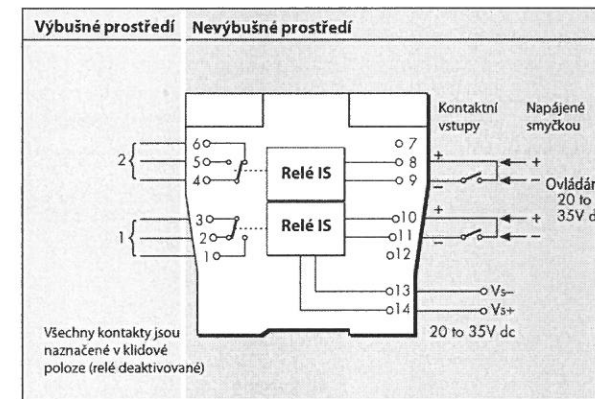 Výbušné prostředí
Nevýbušné prostředí
Kontaktní
vstupy
Napájené
smyčkou
6
5
4
2
3
2
1
1
Relé IS
Relé IS
7
8
9
10
11
12
13
14
+
−
+
−
+
−
+
−
Ovládán
20 to
35V d
Vs−
Vs+
20 to 35V dc
Všechny kontakty jsou
naznačené v klidové
poloze (relé deaktivované)